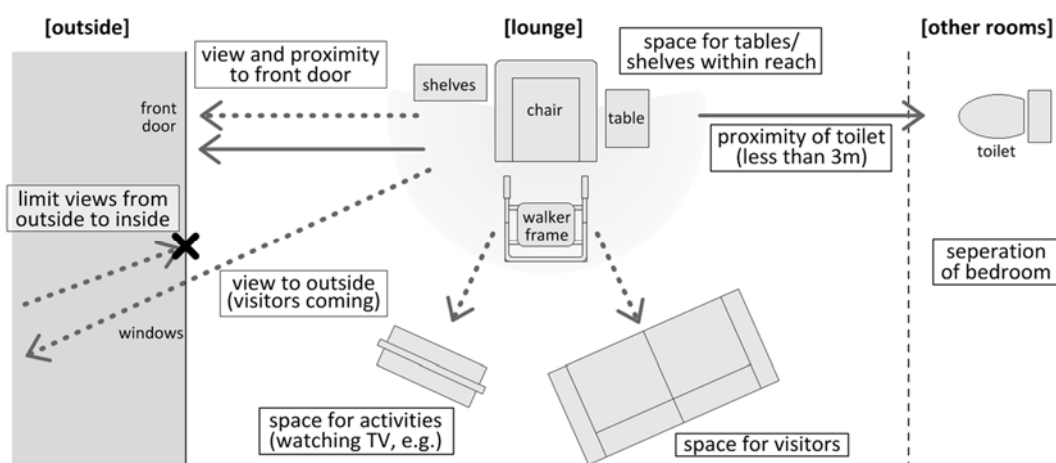 [outside]
[lounge]
[other rooms]
view and proximity
to front door
space for tables/
shelves within reach
shelves
chair
table
front
door
proximity of toilet
(less than 3m)
toilet
limit views from
outside to inside
walker
frame
seperation
of bedroom
view to outside
(visitors coming)
windows
space for activities
(watching TV, e.g.)
space for visitors